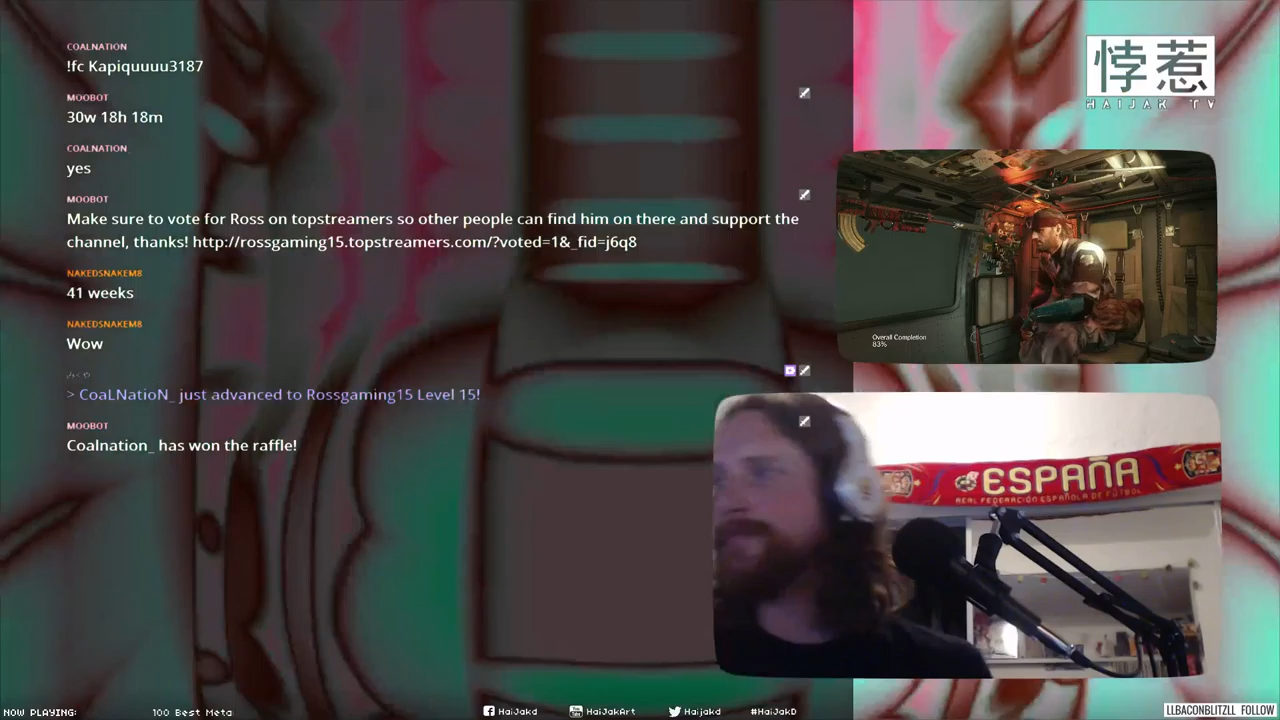 COALNATION
!fc Kapiquuuu3187
MOOBOT
30w 18h 18m
COALNATION
yes
MOOBOT
Make sure to vote for Ross on topstreamers so other people can find him on there and support the
channel, thanks! http://rossgaming15.topstreamers.com/?voted=1&_fid=j6q8
NAKEDSNAKEM8
41 weeks
NAKEDSNAKEM8
Wow
> CoaLNatioN_ just advanced to Rossgaming15 Level 15!
MOOBOT
Coalnation_ has won the raffle!
悖惹
HAIJAK TV
Overall Completion
83%
ESPAÑA
REAL FEDERACIÓN ESPAÑOLA DE FÚTBOL
NOW PLAYING: 100 Best Meta
HaiJakd
HaiJakArt
Haijakd
#HaiJakD
LLBACONBLITZLL FOLLOW